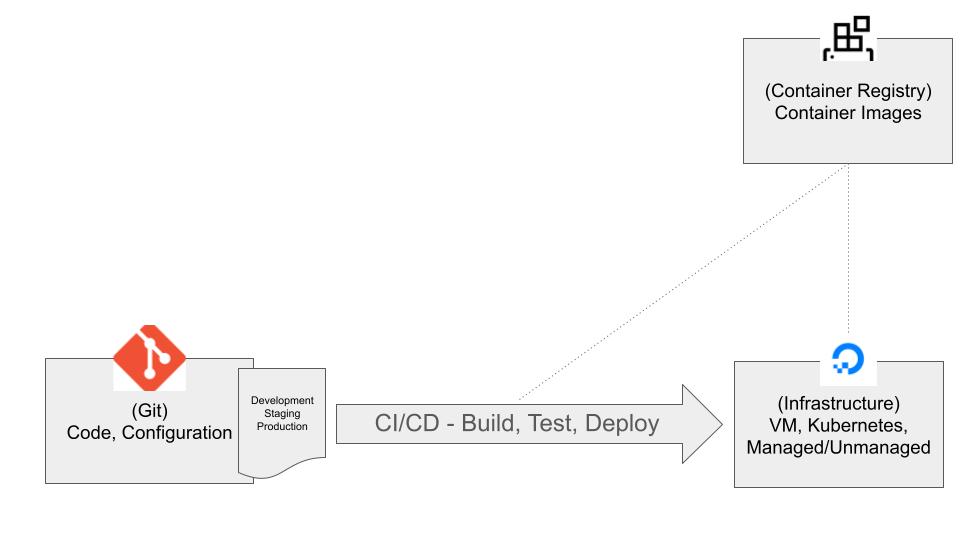 (Container Registry)
Container Images
(Git)
Code, Configuration
Development
Staging
Production
CI/CD - Build, Test, Deploy
(Infrastructure)
VM, Kubernetes,
Managed/Unmanaged